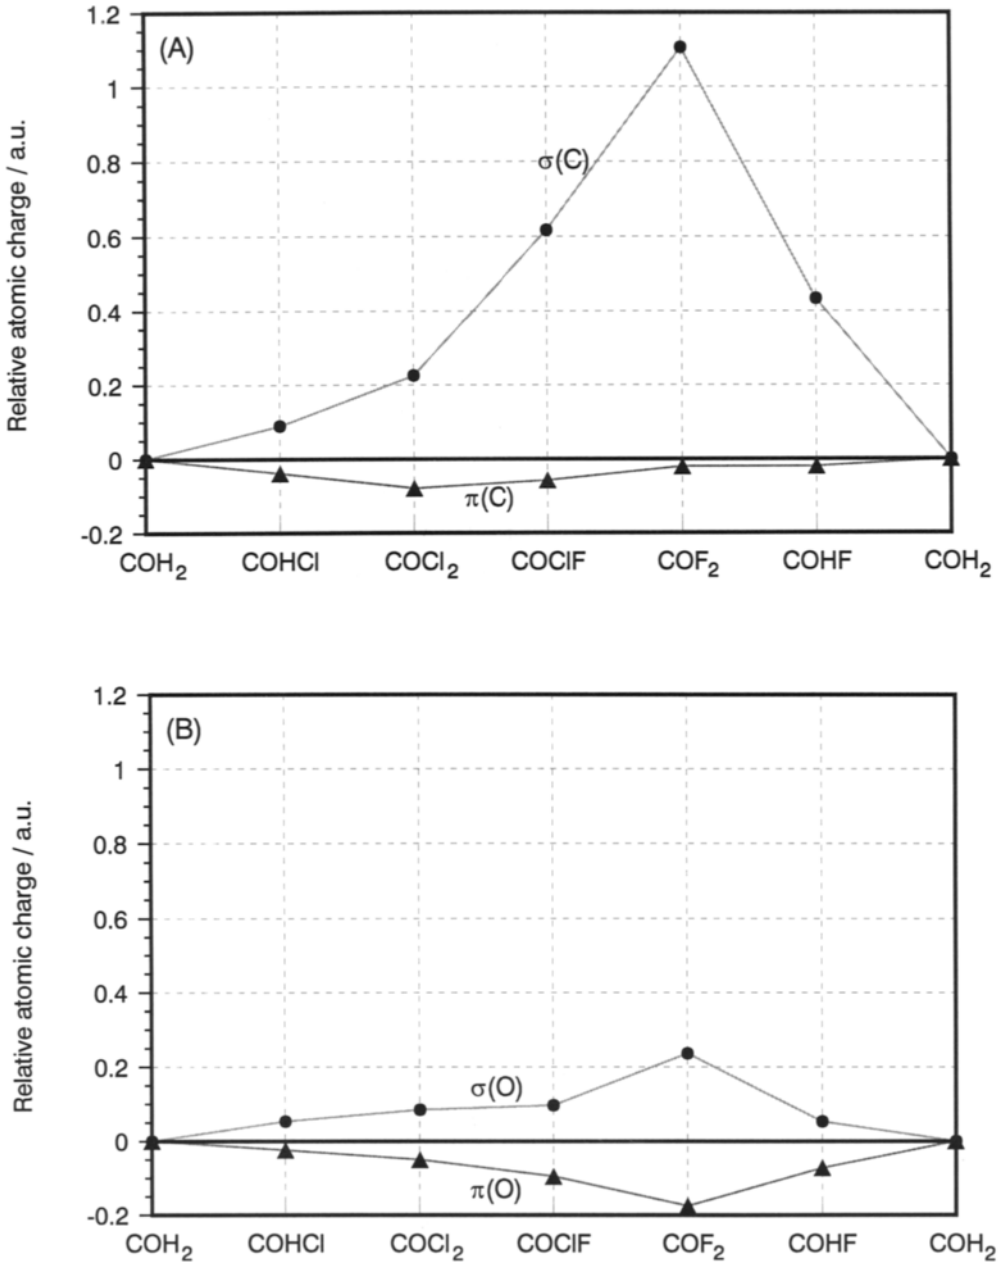 (A)
Relative atomic charge / a.u.
1.2
1
0.8
0.6
0.4
0.2
0
-0.2
σ(C)
π(C)
COH₂ COHCl COCl₂ COClF COF₂ COHF COH₂
(B)
Relative atomic charge / a.u.
1.2
1
0.8
0.6
0.4
0.2
0
-0.2
σ(O)
π(O)
COH₂ COHCl COCl₂ COClF COF₂ COHF COH₂